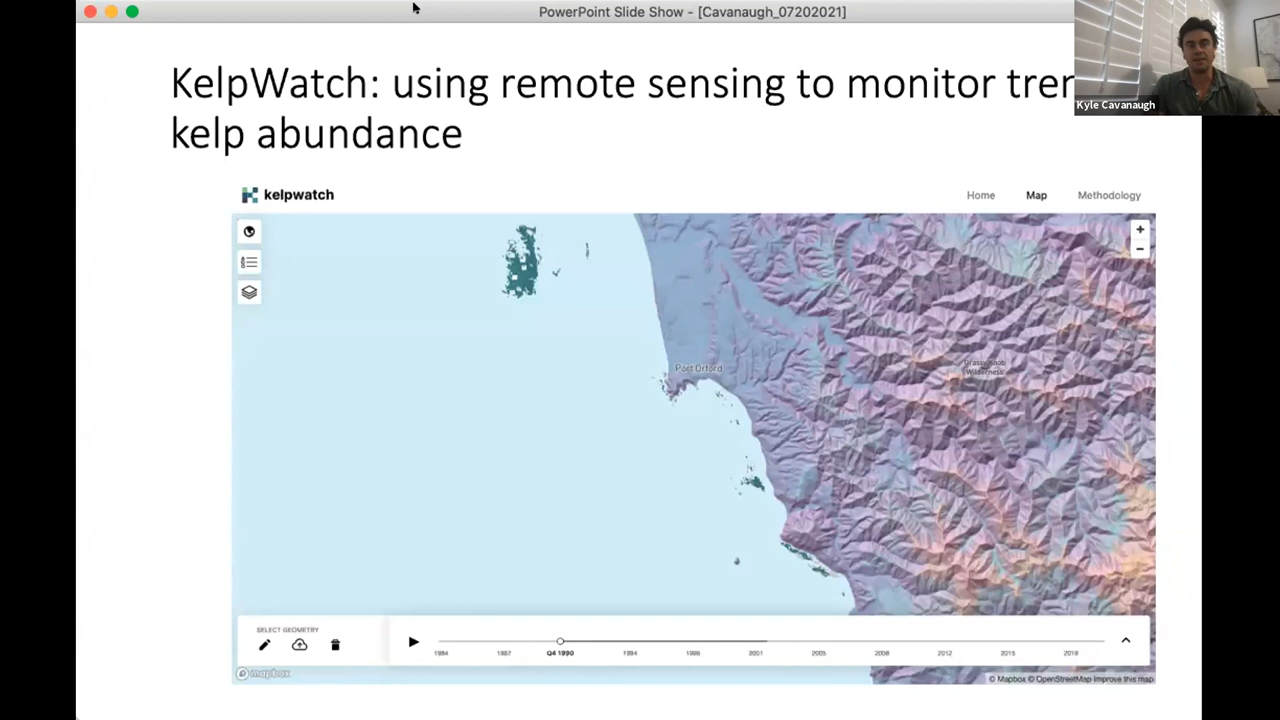 PowerPoint Slide Show - [Cavanaugh_07202021]
Kyle Cavanaugh
KelpWatch: using remote sensing to monitor tren
kelp abundance
kelpwatch
Home Map Methodology
Port Orford
Grassy Knob
Wilderness
SELECT GEOMETRY
1984 1987 Q4 1990 1994 1998 2001 2005 2008 2012 2015 2019
mapbox
© Mapbox © OpenStreetMap Improve this map